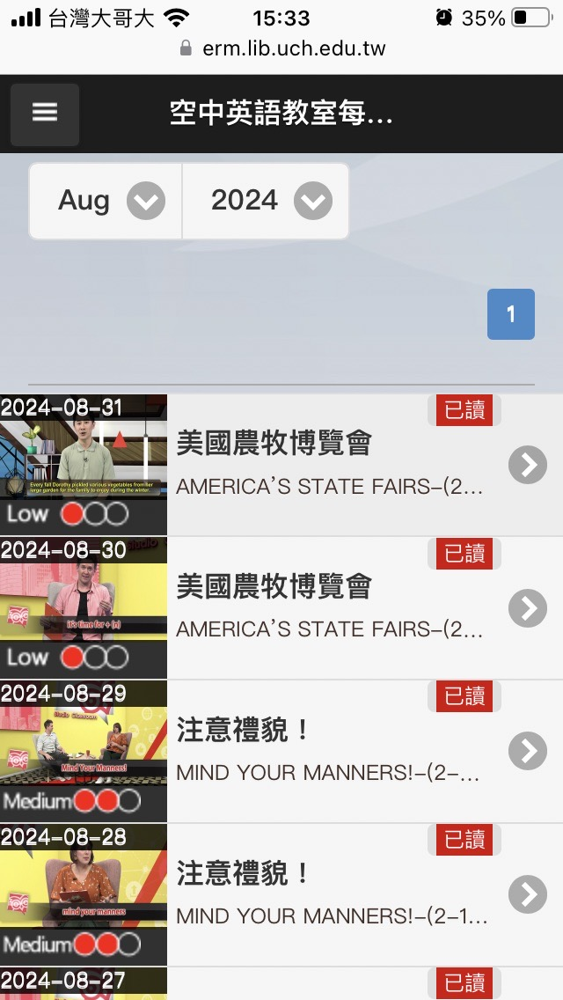 台灣大哥大
15:33
35%
erm.lib.uch.edu.tw
空中英語教室每...
Aug
2024
1
2024-08-31
已讀
美國農牧博覽會
AMERICA'S STATE FAIRS-(2...
Every fall Dorothy pickled various vegetables from her
large garden for the family to enjoy during the winter.
Low
2024-08-30
已讀
美國農牧博覽會
AMERICA'S STATE FAIRS-(2...
it's time for + (n)
Low
2024-08-29
已讀
Studio Classroom
注意禮貌！
MIND YOUR MANNERS!-(2-...
Mind Your Manners!
Medium
2024-08-28
已讀
注意禮貌！
MIND YOUR MANNERS!-(2-1...
mind your manners
Medium
2024-08-27
已讀